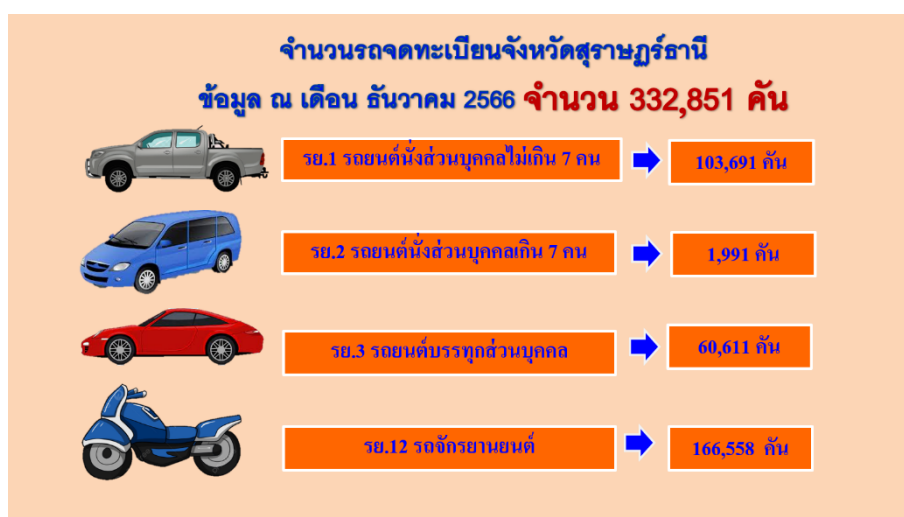 จำนวนรถจดทะเบียนจังหวัดสุราษฎร์ธานี
ข้อมูล ณ เดือน ธันวาคม 2566 จำนวน 332,851 คัน
รย.1 รถยนต์นั่งส่วนบุคคลไม่เกิน 7 คน 103,691 คัน
รย.2 รถยนต์นั่งส่วนบุคคลเกิน 7 คน 1,991 คัน
รย.3 รถยนต์บรรทุกส่วนบุคคล 60,611 คัน
รย.12 รถจักรยานยนต์ 166,558 คัน